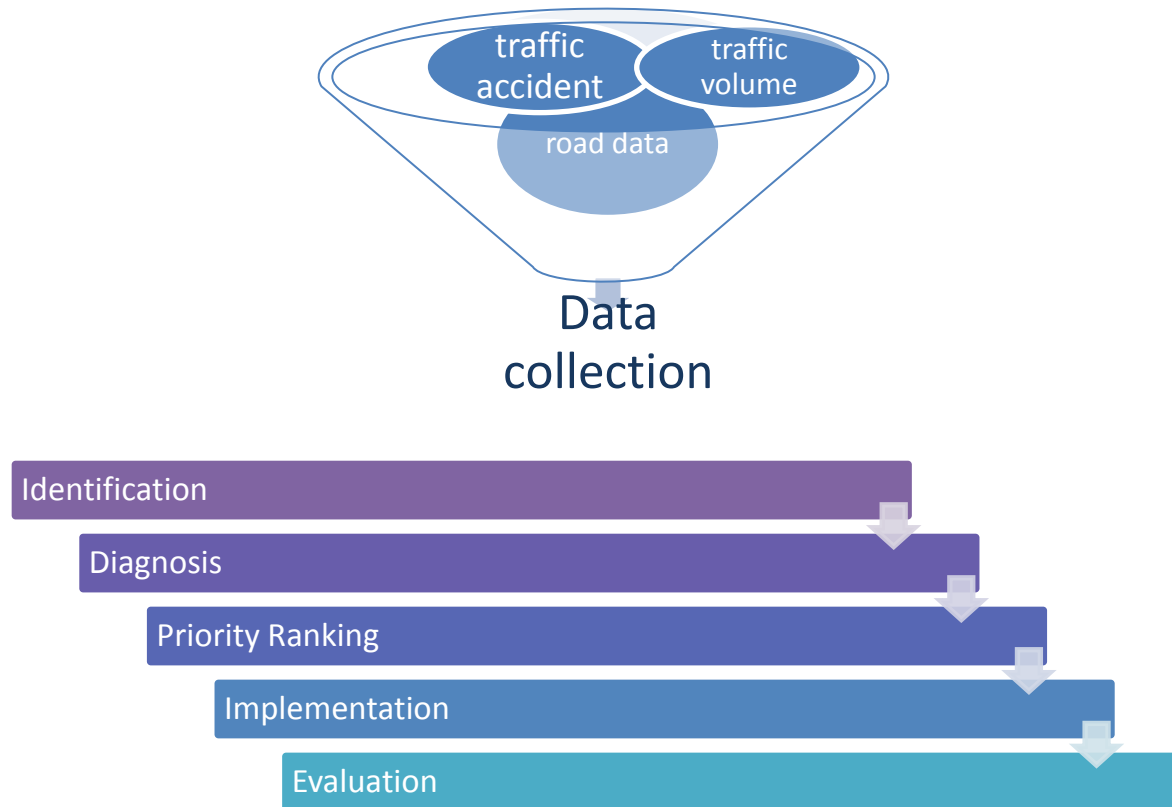 traffic
accident
traffic
volume
road data
Data
collection
Identification
Diagnosis
Priority Ranking
Implementation
Evaluation